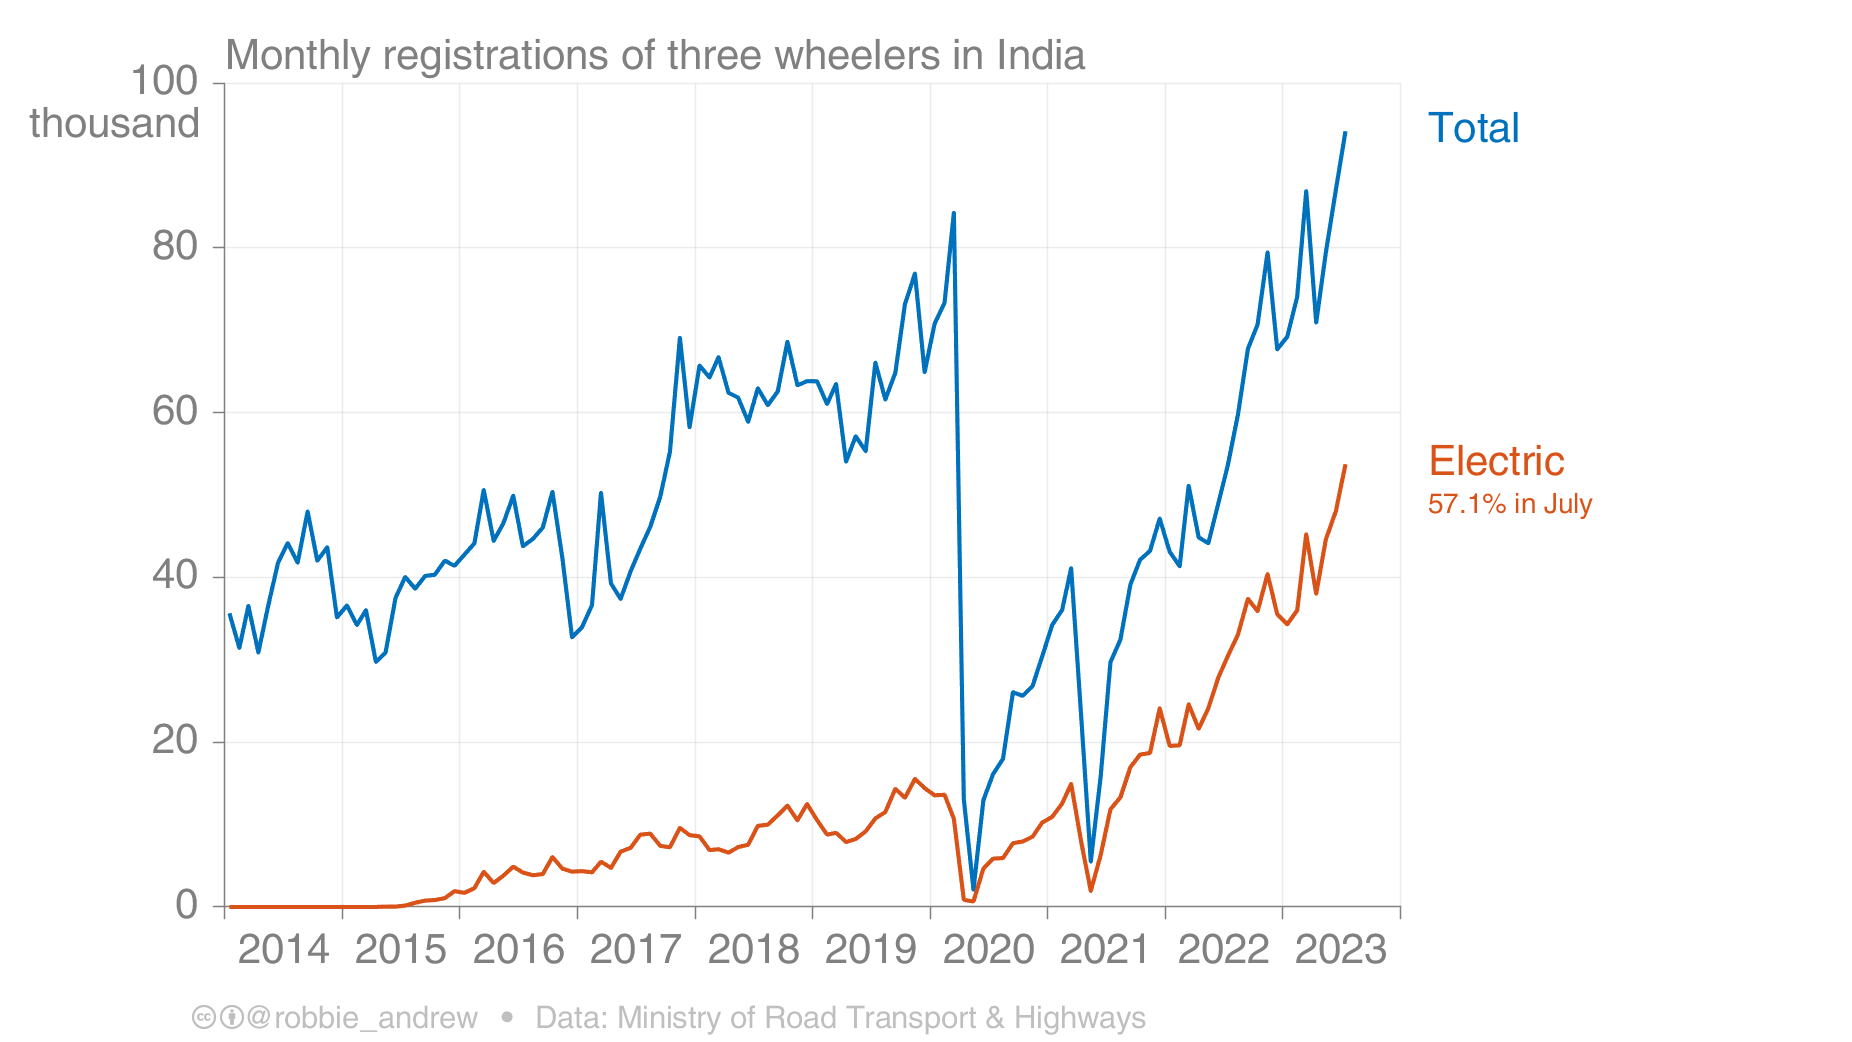 Monthly registrations of three wheelers in India
100
thousand
80
60
40
20
0
Total
Electric
57.1% in July
2014 2015 2016 2017 2018 2019 2020 2021 2022 2023
cc @robbie_andrew • Data: Ministry of Road Transport & Highways